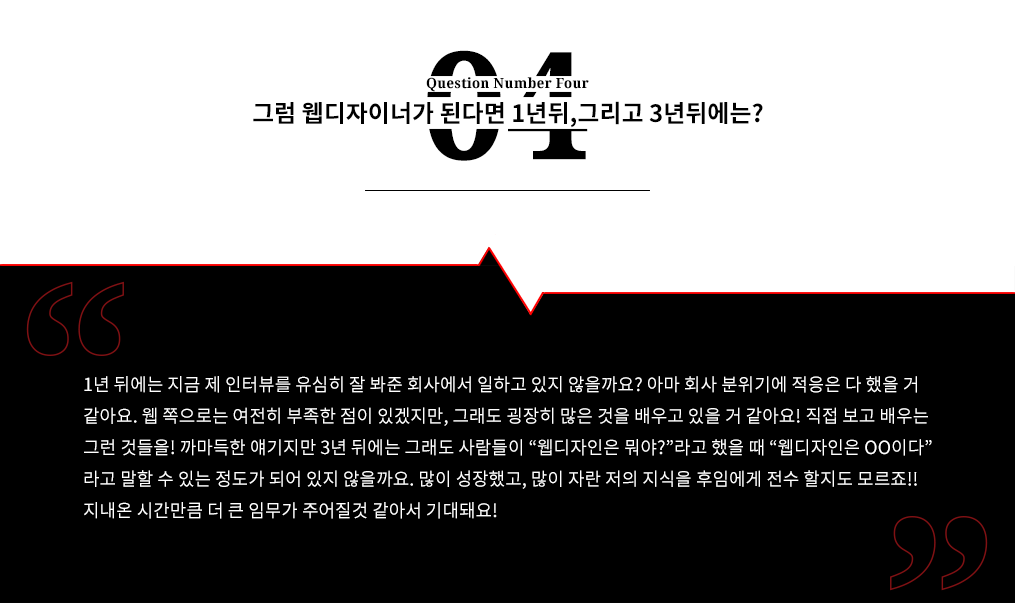 04
Question Number Four
그럼 웹디자이너가 된다면 1년뒤,그리고 3년뒤에는?
“
1년 뒤에는 지금 제 인터뷰를 유심히 잘 봐준 회사에서 일하고 있지 않을까요? 아마 회사 분위기에 적응은 다 했을 거
같아요. 웹 쪽으로는 여전히 부족한 점이 있겠지만, 그래도 굉장히 많은 것을 배우고 있을 거 같아요! 직접 보고 배우는
그런 것들을! 까마득한 얘기지만 3년 뒤에는 그래도 사람들이 “웹디자인은 뭐야?”라고 했을 때 “웹디자인은 OO이다”
라고 말할 수 있는 정도가 되어 있지 않을까요. 많이 성장했고, 많이 자란 저의 지식을 후임에게 전수 할지도 모르죠!!
지내온 시간만큼 더 큰 임무가 주어질것 같아서 기대돼요!
”